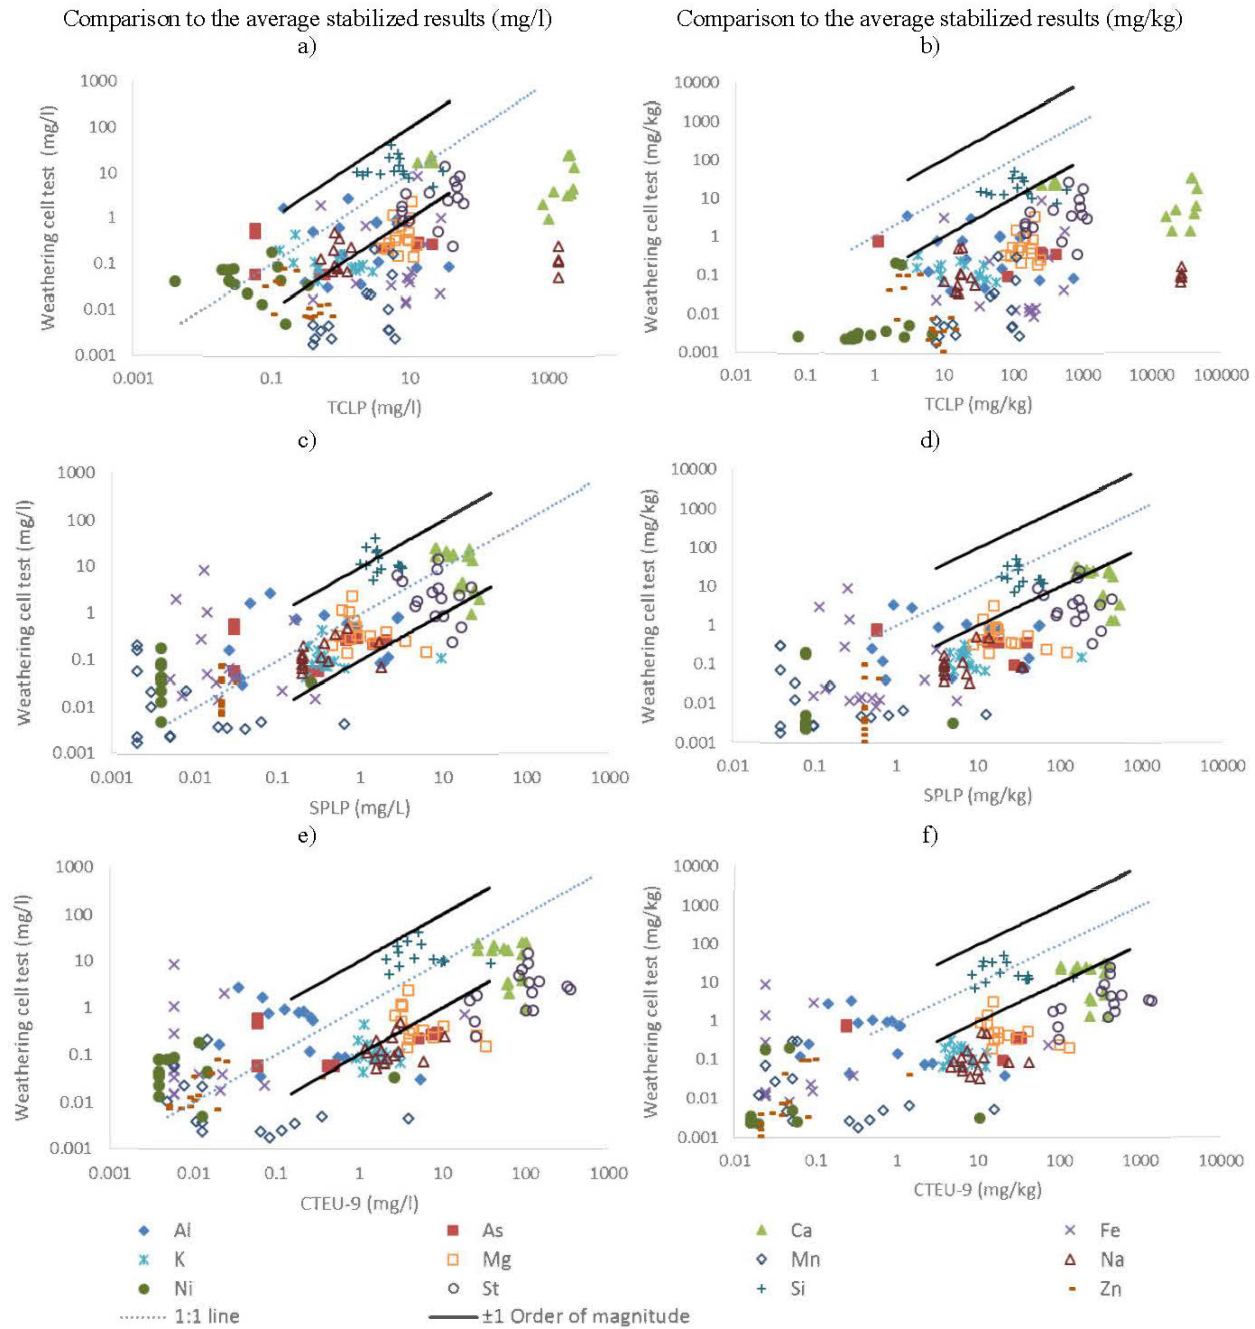 Comparison to the average stabilized results (mg/l)
Comparison to the average stabilized results (mg/kg)
a)
b)
Weathering cell test (mg/l)
1000
100
10
1
0.1
0.01
0.001
0.001
0.1
10
1000
TCLP (mg/l)
Weathering cell test (mg/kg)
10000
1000
100
10
1
0.1
0.01
0.001
0.01
1
10
100
1000
10000
100000
TCLP (mg/kg)
c)
d)
Weathering cell test (mg/l)
1000
100
10
1
0.1
0.01
0.001
0.001
0.01
0.1
1
10
100
1000
SPLP (mg/L)
Weathering cell test (mg/kg)
10000
1000
100
10
1
0.1
0.01
0.001
0.01
0.1
1
10
100
1000
10000
SPLP (mg/kg)
e)
f)
Weathering cell test (mg/l)
1000
100
10
1
0.1
0.01
0.001
0.001
0.01
0.1
1
10
100
1000
CTEU-9 (mg/l)
Weathering cell test (mg/kg)
10000
1000
100
10
1
0.1
0.01
0.001
0.01
0.1
1
10
100
1000
10000
CTEU-9 (mg/kg)
Al
As
Ca
Fe
K
Mg
Mn
Na
Ni
St
Si
Zn
1:1 line
±1 Order of magnitude